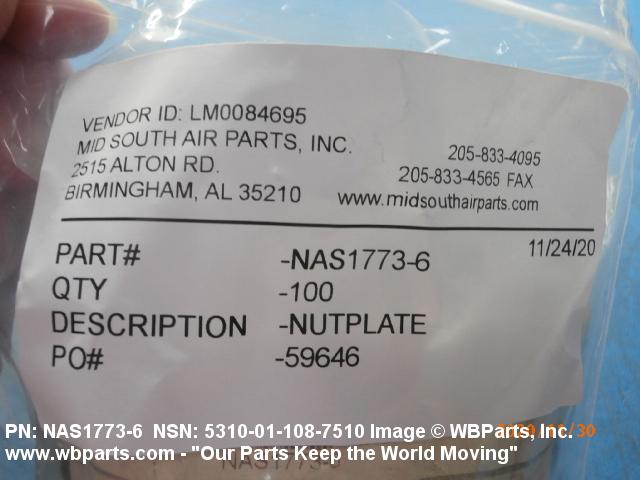 VENDOR ID: LM0084695
MID SOUTH AIR PARTS, INC.
2515 ALTON RD.
BIRMINGHAM, AL 35210
205-833-4095
205-833-4565 FAX
www.midsouthairparts.com
11/24/20
PART# -NAS1773-6
QTY -100
DESCRIPTION -NUTPLATE
PO# -59646
PN: NAS1773-6 NSN: 5310-01-108-7510 Image © WBParts, Inc.
www.wbparts.com - "Our Parts Keep the World Moving"
NAS1773-6